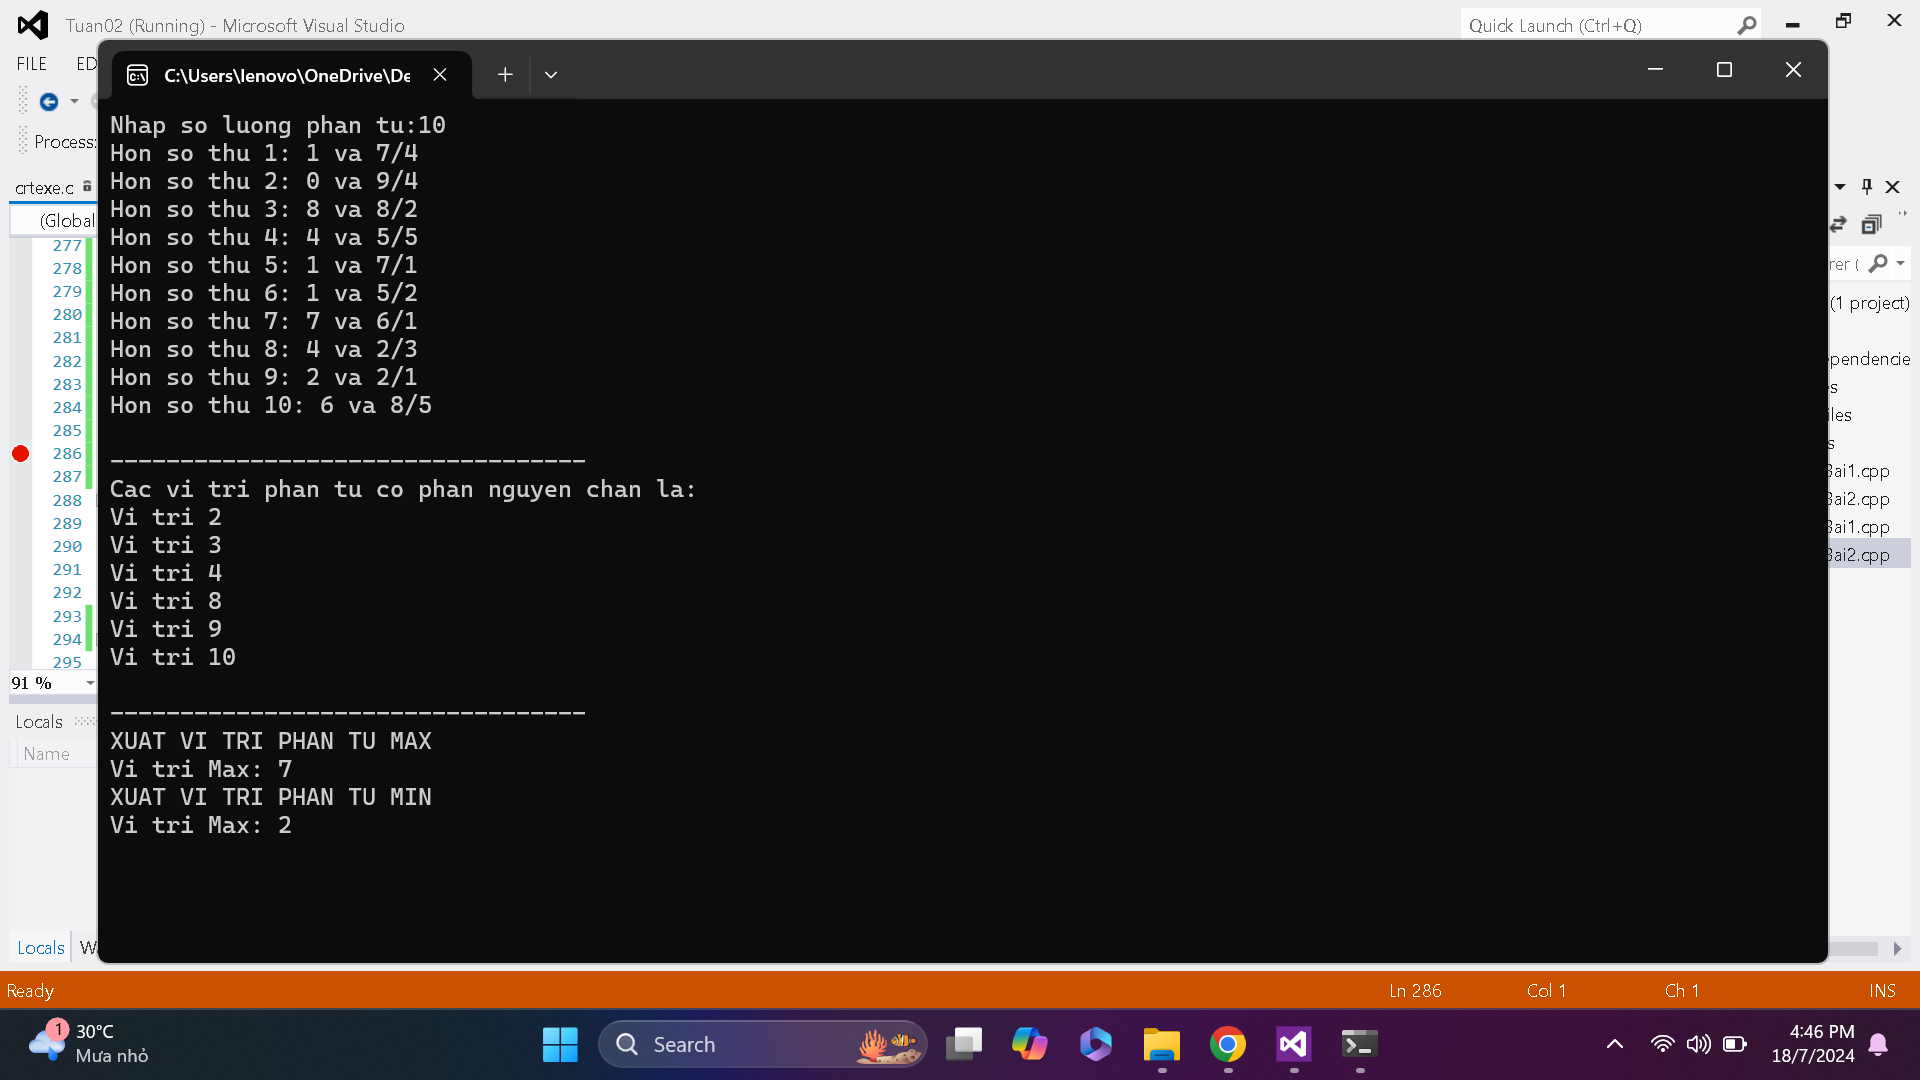 Tuan02 (Running) - Microsoft Visual Studio
Quick Launch (Ctrl+Q)
FILE
C:\Users\lenovo\OneDrive\De
Process:
crtexe.c
(Global
Nhap so luong phan tu:10
Hon so thu 1: 1 va 7/4
Hon so thu 2: 0 va 9/4
Hon so thu 3: 8 va 8/2
Hon so thu 4: 4 va 5/5
Hon so thu 5: 1 va 7/1
Hon so thu 6: 1 va 5/2
Hon so thu 7: 7 va 6/1
Hon so thu 8: 4 va 2/3
Hon so thu 9: 2 va 2/1
Hon so thu 10: 6 va 8/5
----------------------------------
Cac vi tri phan tu co phan nguyen chan la:
Vi tri 2
Vi tri 3
Vi tri 4
Vi tri 8
Vi tri 9
Vi tri 10
----------------------------------
XUAT VI TRI PHAN TU MAX
Vi tri Max: 7
XUAT VI TRI PHAN TU MIN
Vi tri Max: 2
277
278
279
280
281
282
283
284
285
286
287
288
289
290
291
292
293
294
295
91 %
Locals
Name
Locals
(1 project)
ai1.cpp
ai2.cpp
ai1.cpp
ai2.cpp
Ready
Ln 286
Col 1
Ch 1
INS
1
30°C
Mưa nhỏ
Search
4:46 PM
18/7/2024